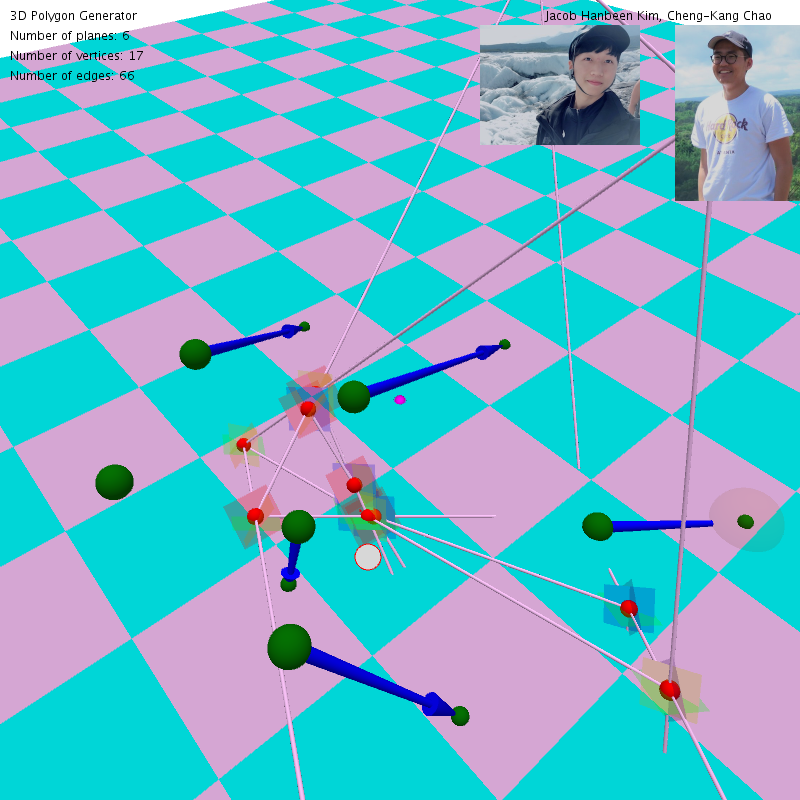 3D Polygon Generator
Jacob Hanbeen Kim, Cheng-Kang Chao
Number of planes: 6
Number of vertices: 17
Number of edges: 66